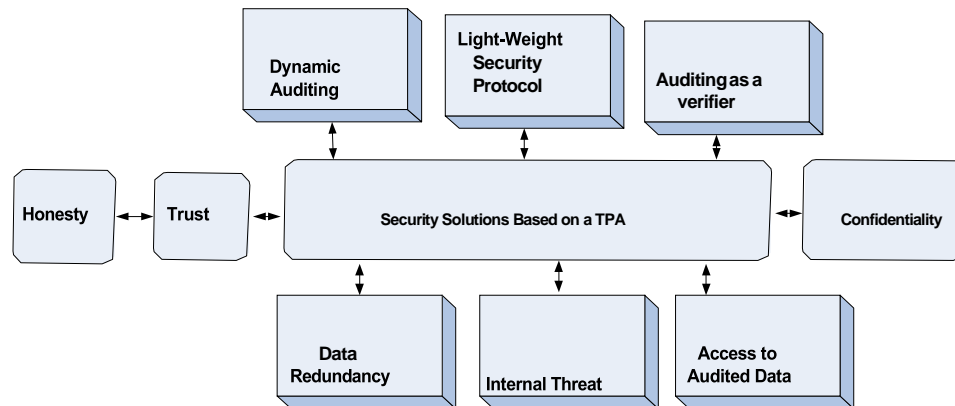 Dynamic
Auditing
Light-Weight
Security
Protocol
Auditing as a
verifier
Honesty
Trust
Security Solutions Based on a TPA
Confidentiality
Data
Redundancy
Internal Threat
Access to
Audited Data